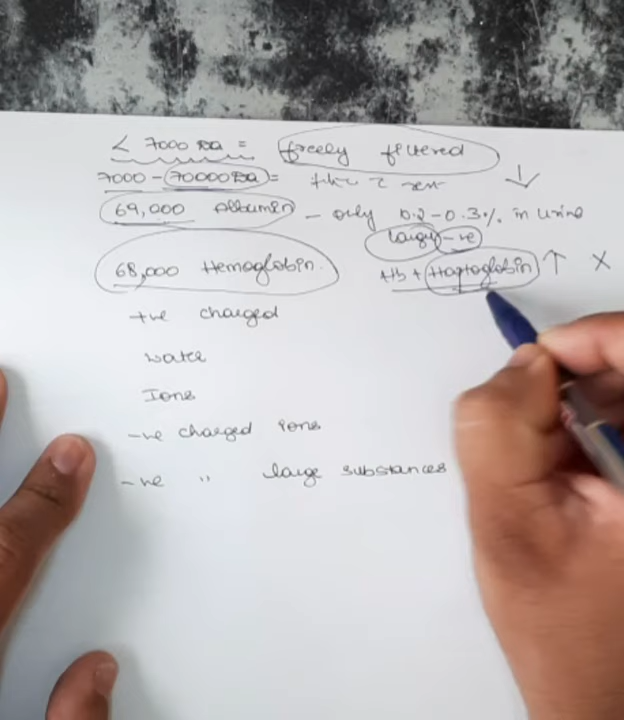 < 7000 Da = freely filtered
7000 - 70000 Da =
69,000 Albumin - only 0.2-0.3% in urine
large -ve
68,000 Hemoglobin. Hb + Haptoglobin ↑ X
+ve charged
water
Ions
-ve charged ions
-ve " large substances